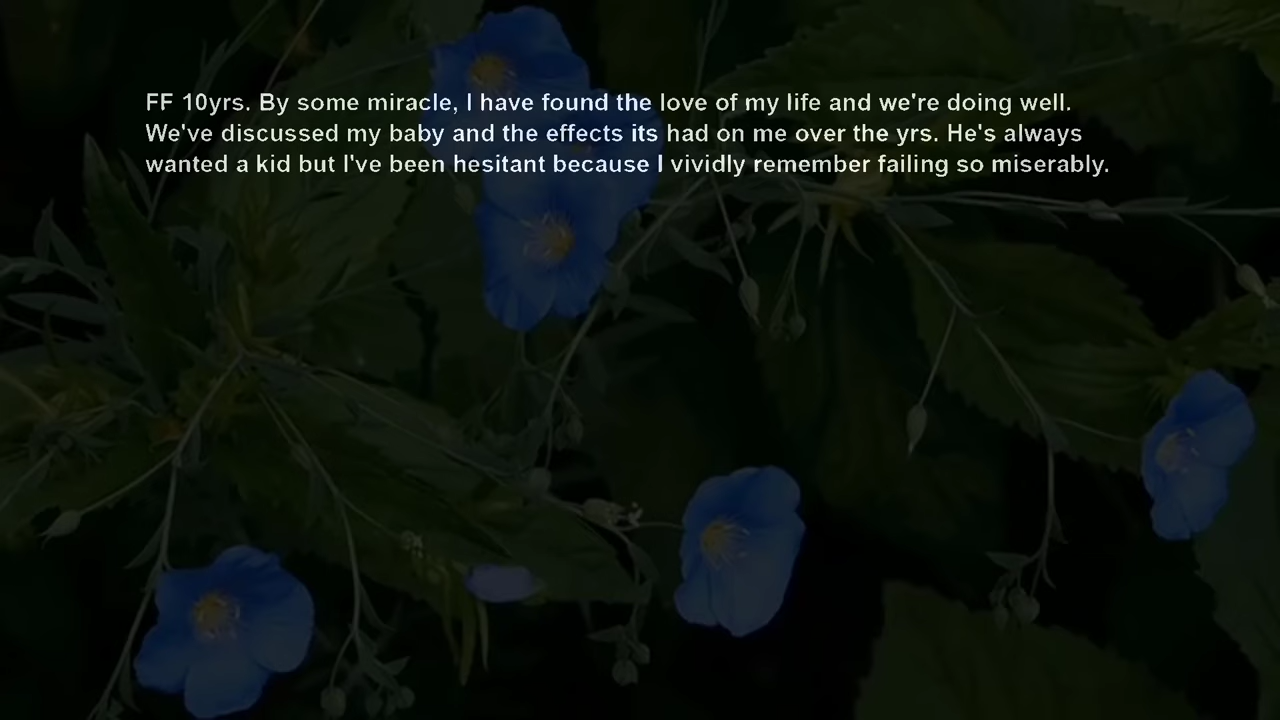 FF 10yrs. By some miracle, I have found the love of my life and we're doing well.
We've discussed my baby and the effects its had on me over the yrs. He's always
wanted a kid but I've been hesitant because I vividly remember failing so miserably.